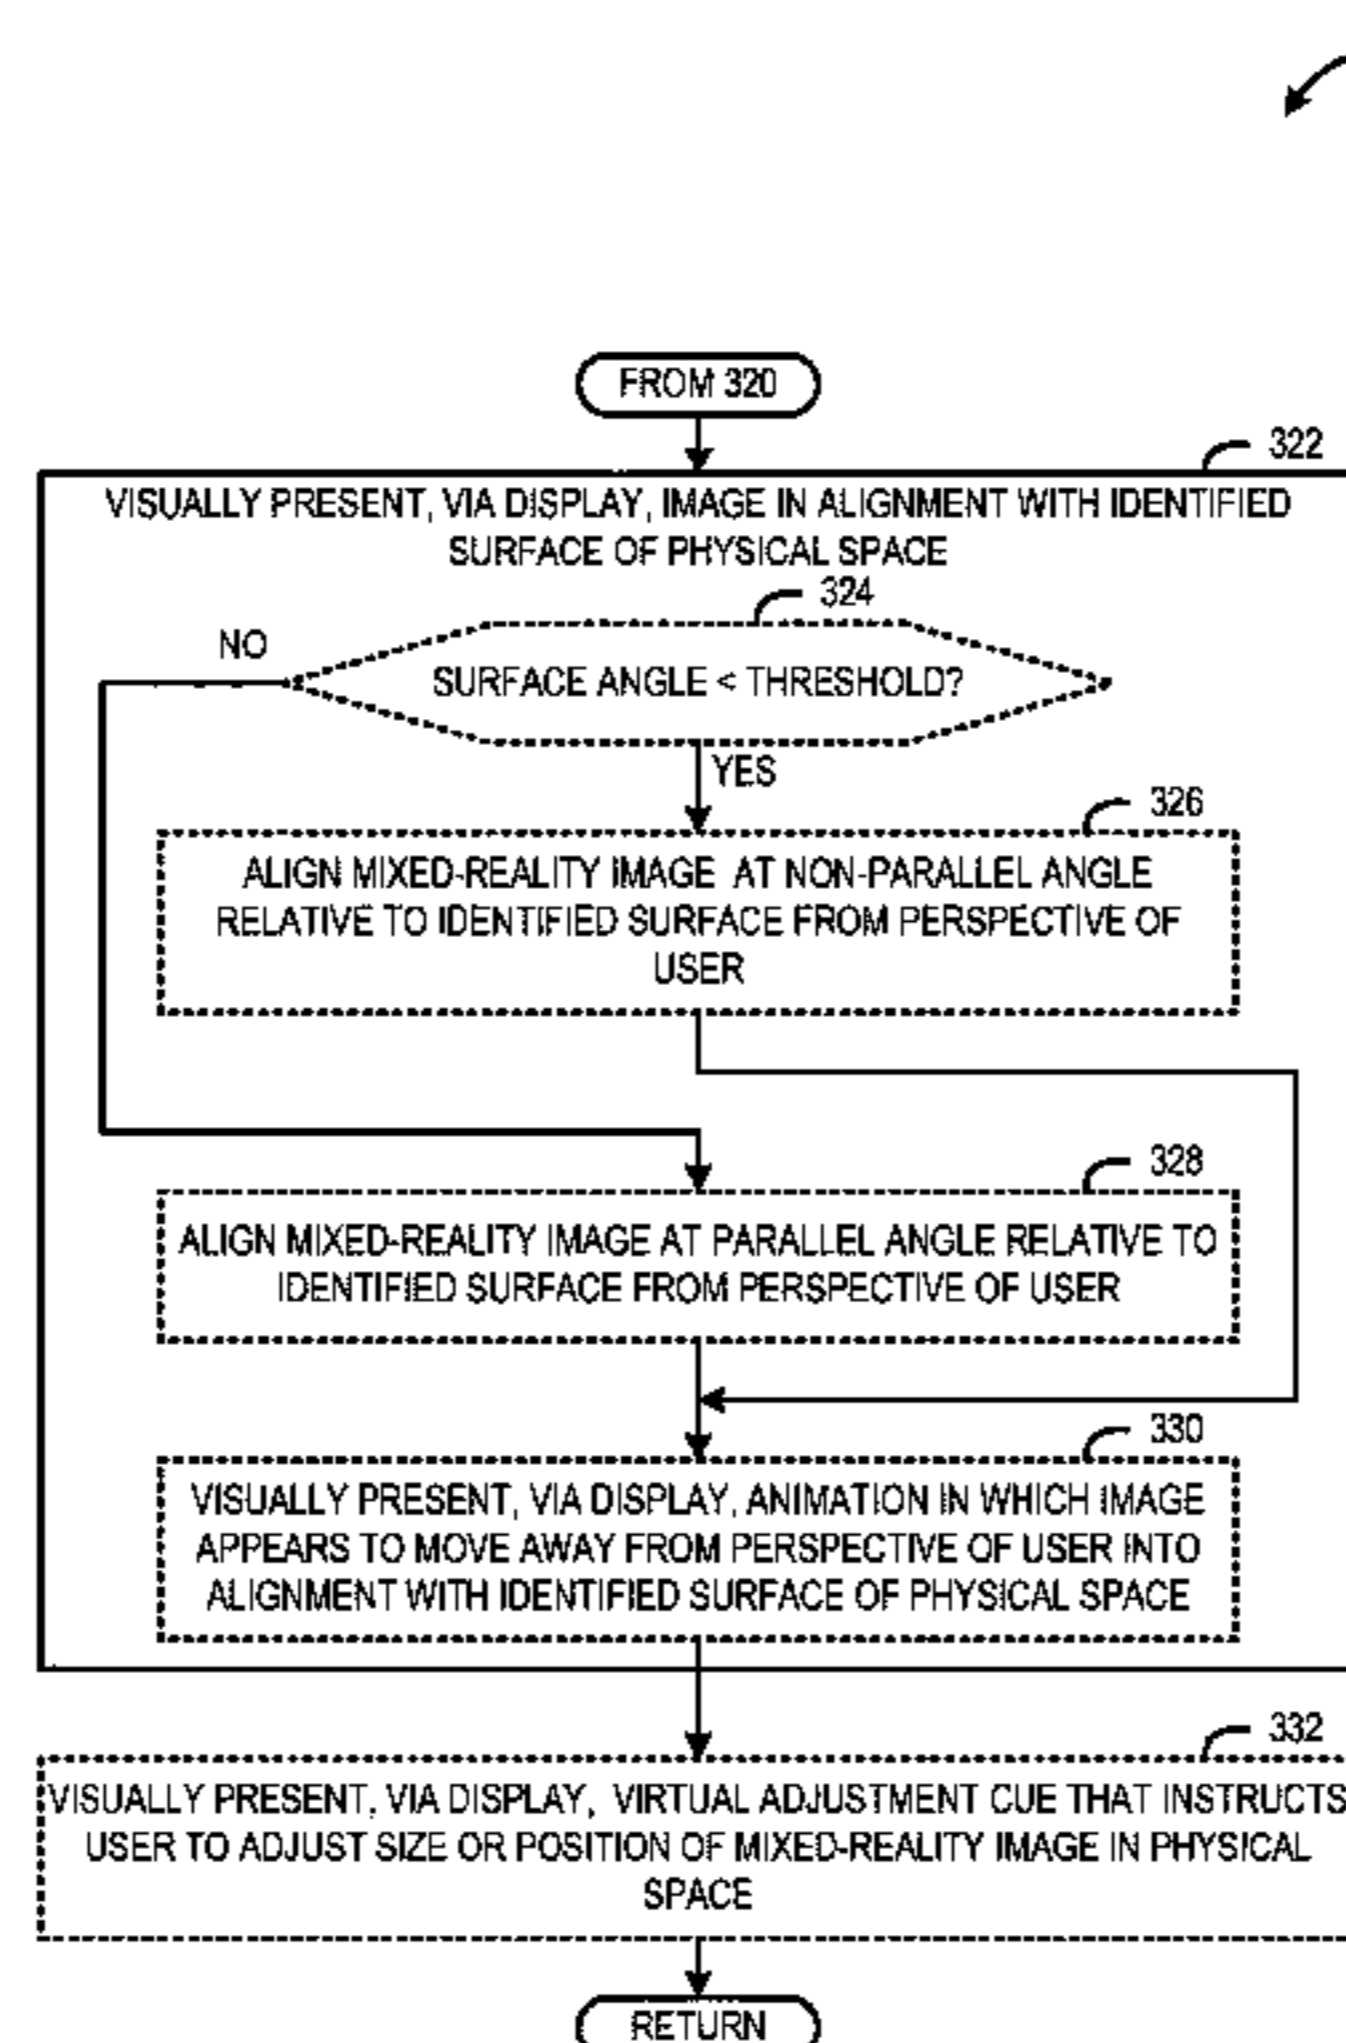 FROM 320
322
VISUALLY PRESENT, VIA DISPLAY, IMAGE IN ALIGNMENT WITH IDENTIFIED
SURFACE OF PHYSICAL SPACE
324
NO
SURFACE ANGLE < THRESHOLD?
YES
326
ALIGN MIXED-REALITY IMAGE AT NON-PARALLEL ANGLE
RELATIVE TO IDENTIFIED SURFACE FROM PERSPECTIVE OF
USER
328
ALIGN MIXED-REALITY IMAGE AT PARALLEL ANGLE RELATIVE TO
IDENTIFIED SURFACE FROM PERSPECTIVE OF USER
330
VISUALLY PRESENT, VIA DISPLAY, ANIMATION IN WHICH IMAGE
APPEARS TO MOVE AWAY FROM PERSPECTIVE OF USER INTO
ALIGNMENT WITH IDENTIFIED SURFACE OF PHYSICAL SPACE
332
VISUALLY PRESENT, VIA DISPLAY, VIRTUAL ADJUSTMENT CUE THAT INSTRUCTS
USER TO ADJUST SIZE OR POSITION OF MIXED-REALITY IMAGE IN PHYSICAL
SPACE
RETURN